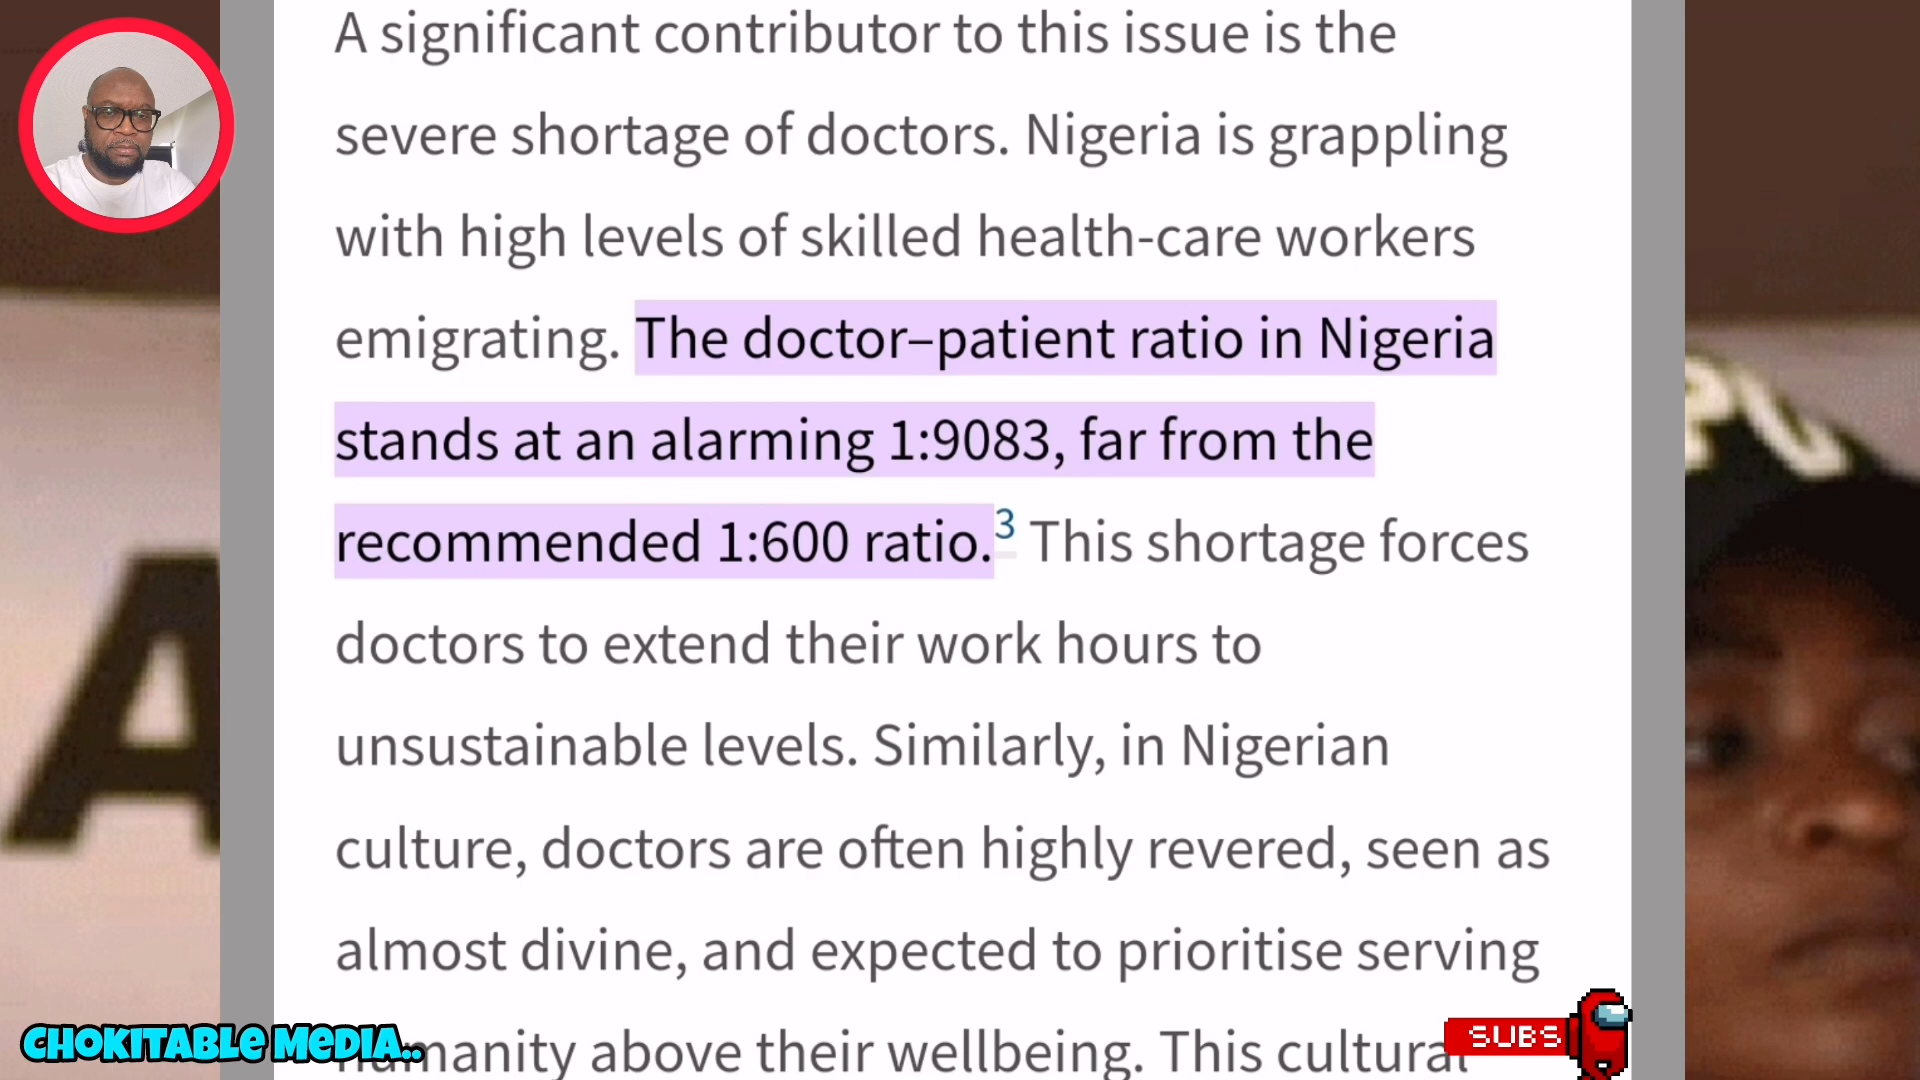 A significant contributor to this issue is the
severe shortage of doctors. Nigeria is grappling
with high levels of skilled health-care workers
emigrating. The doctor–patient ratio in Nigeria
stands at an alarming 1:9083, far from the
recommended 1:600 ratio.3 This shortage forces
doctors to extend their work hours to
unsustainable levels. Similarly, in Nigerian
culture, doctors are often highly revered, seen as
almost divine, and expected to prioritise serving
humanity above their wellbeing. This cultural
CHOKITABLE MEDIA..
SUBS
A